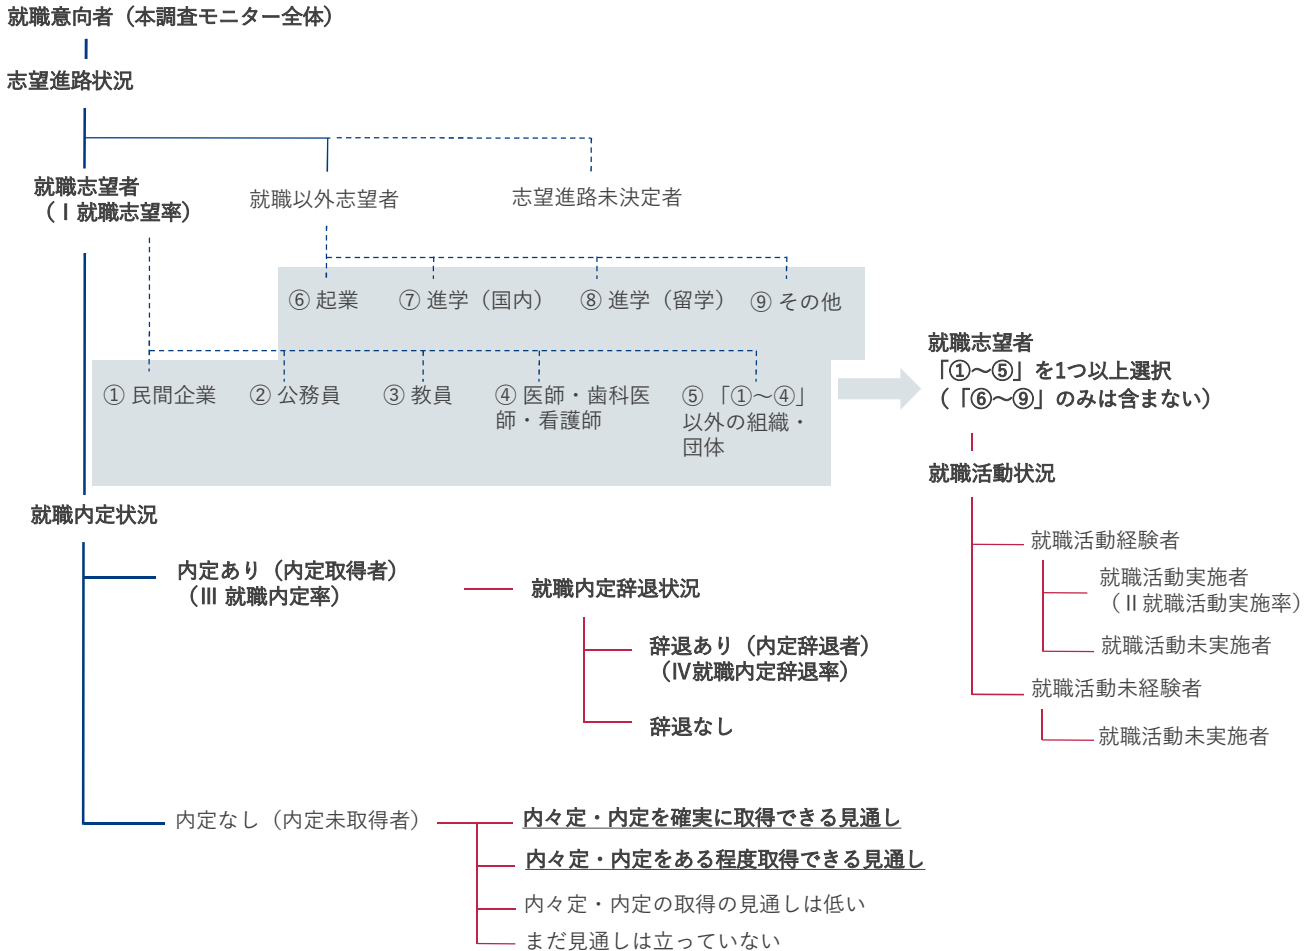 就職意向者（本調査モニター全体）
志望進路状況
就職志望者
（Ⅰ就職志望率）
就職以外志望者
志望進路未決定者
⑥ 起業
⑦ 進学（国内）
⑧ 進学（留学）
⑨ その他
① 民間企業
② 公務員
③ 教員
④ 医師・歯科医
師・看護師
⑤ 「①～④」
以外の組織・
団体
就職志望者
「①～⑤」を1つ以上選択
（「⑥～⑨」のみは含まない）
就職活動状況
就職活動経験者
就職活動実施者
（Ⅱ就職活動実施率）
就職活動未実施者
就職活動未経験者
就職活動未実施者
就職内定状況
内定あり（内定取得者）
（Ⅲ 就職内定率）
就職内定辞退状況
辞退あり（内定辞退者）
（Ⅳ就職内定辞退率）
辞退なし
内定なし（内定未取得者）
内々定・内定を確実に取得できる見通し
内々定・内定をある程度取得できる見通し
内々定・内定の取得の見通しは低い
まだ見通しは立っていない